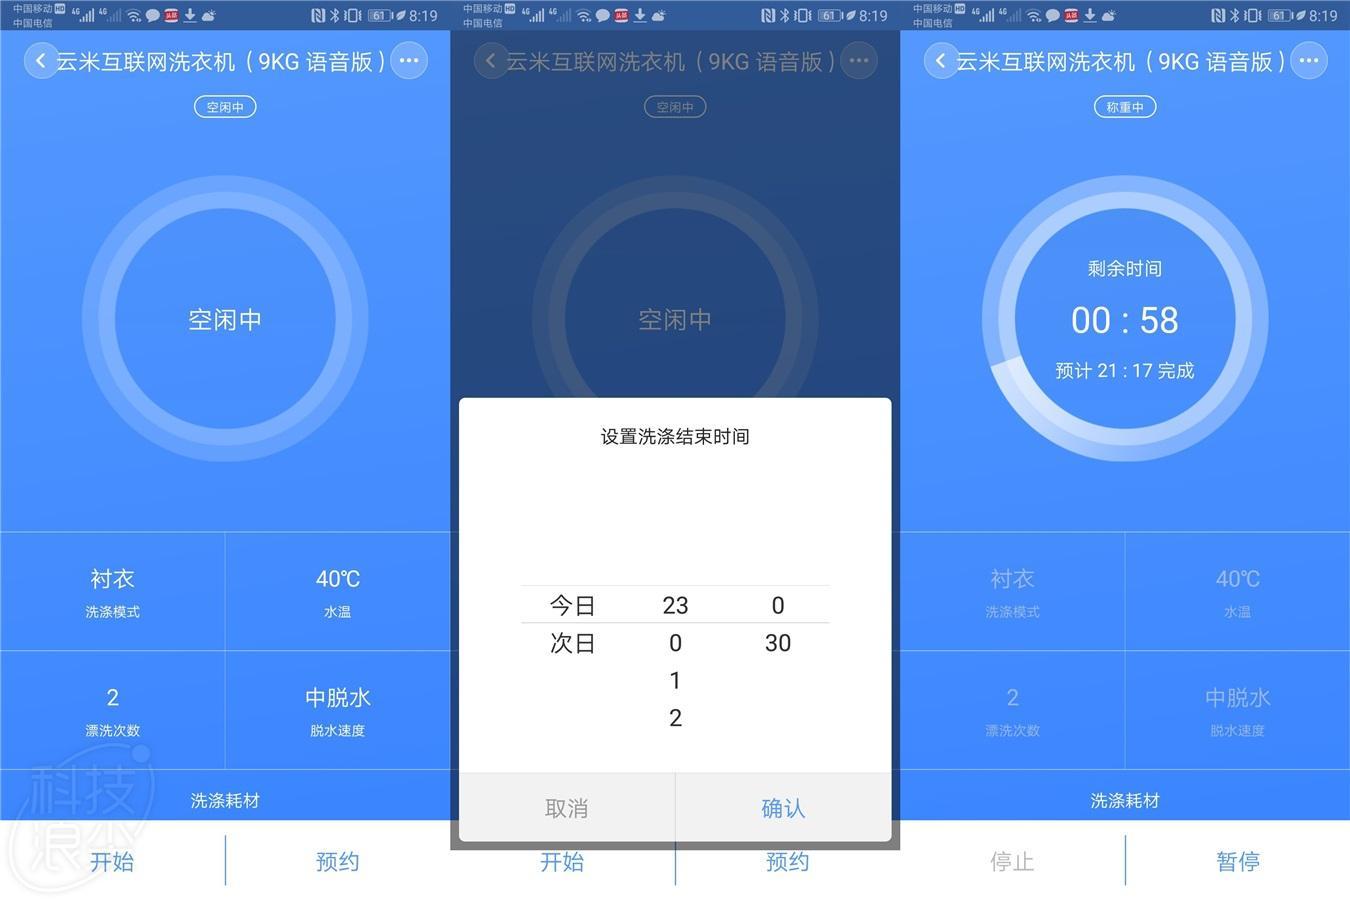 中国移动 HD 4G 4G 头条 61 8:19
中国电信
云米互联网洗衣机（9KG 语音版）
空闲中
空闲中
衬衣
洗涤模式
40℃
水温
2
漂洗次数
中脱水
脱水速度
洗涤耗材
开始
预约
科技
浪尕
中国移动 HD 4G 4G 头条 61 8:19
中国电信
云米互联网洗衣机（9KG 语音版）
空闲中
空闲中
设置洗涤结束时间
今日 23 0
次日 0 30
1
2
取消
确认
开始
预约
中国移动 HD 4G 4G 头条 61 8:19
中国电信
云米互联网洗衣机（9KG 语音版）
称重中
剩余时间
00 : 58
预计 21 : 17 完成
衬衣
洗涤模式
40℃
水温
2
漂洗次数
中脱水
脱水速度
洗涤耗材
停止
暂停